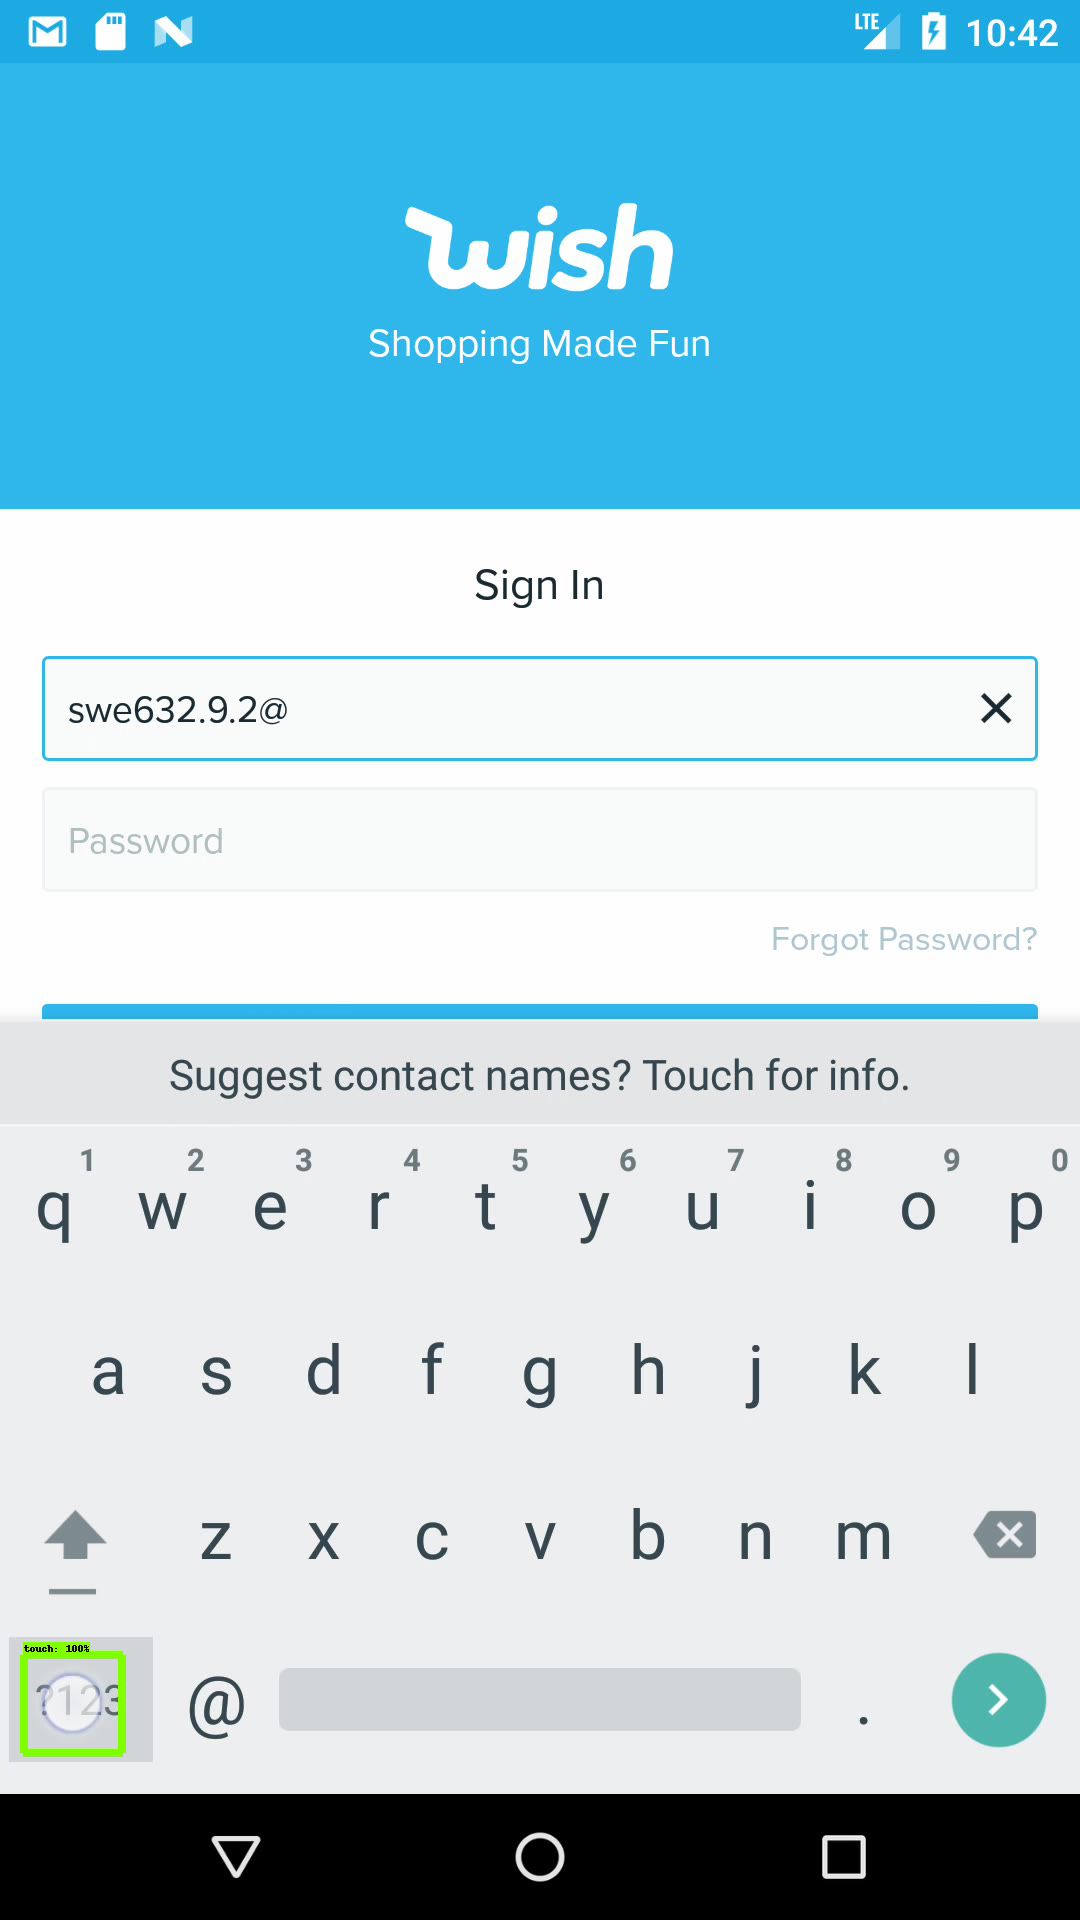 LTE 10:42
wish
Shopping Made Fun
Sign In
swe632.9.2@
Password
Forgot Password?
Suggest contact names? Touch for info.
1 2 3 4 5 6 7 8 9 0
q w e r t y u i o p
a s d f g h j k l
z x c v b n m
touch: 100%
?123 @ .